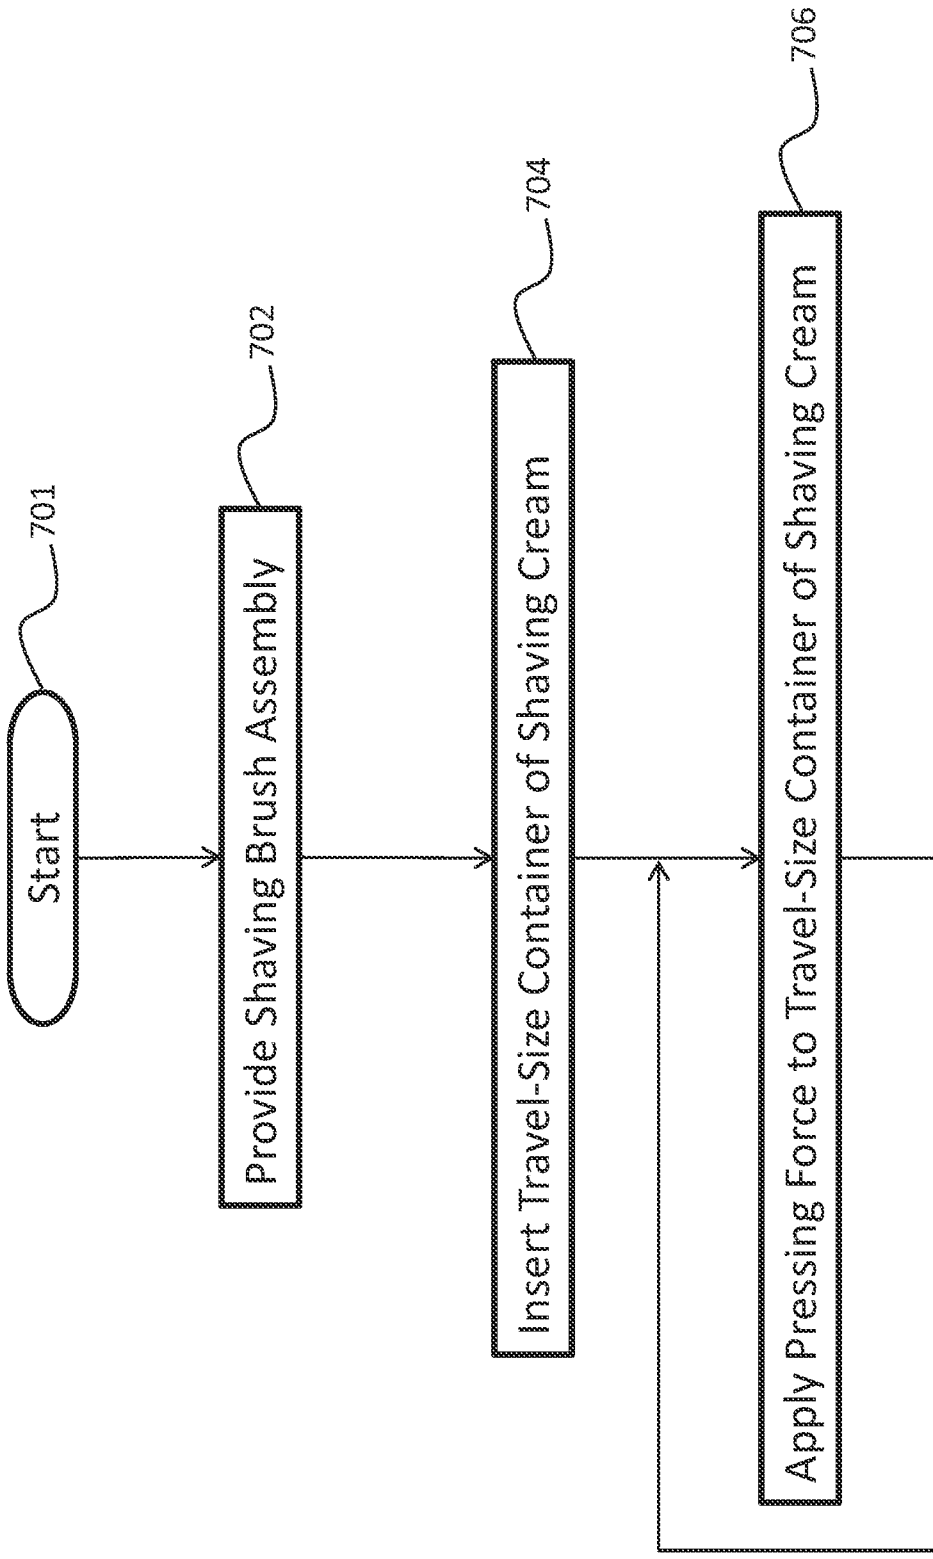 Start
701
Provide Shaving Brush Assembly
702
Insert Travel-Size Container of Shaving Cream
704
Apply Pressing Force to Travel-Size Container of Shaving Cream
706